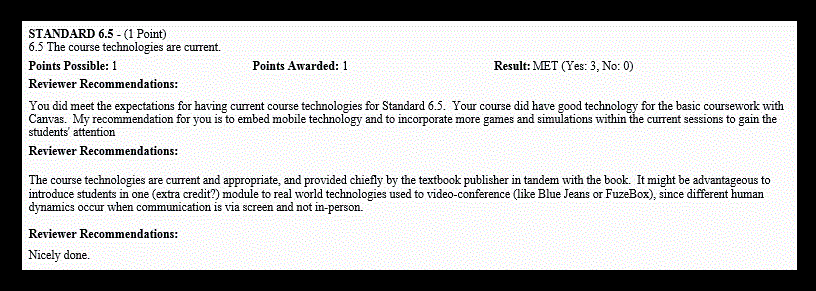 STANDARD 6.5 - (1 Point)
6.5 The course technologies are current.
Points Possible: 1 Points Awarded: 1 Result: MET (Yes: 3, No: 0)
Reviewer Recommendations:
You did meet the expectations for having current course technologies for Standard 6.5. Your course did have good technology for the basic coursework with
Canvas. My recommendation for you is to embed mobile technology and to incorporate more games and simulations within the current sessions to gain the
students' attention
Reviewer Recommendations:
The course technologies are current and appropriate, and provided chiefly by the textbook publisher in tandem with the book. It might be advantageous to
introduce students in one (extra credit?) module to real world technologies used to video-conference (like Blue Jeans or FuzeBox), since different human
dynamics occur when communication is via screen and not in-person.
Reviewer Recommendations:
Nicely done.